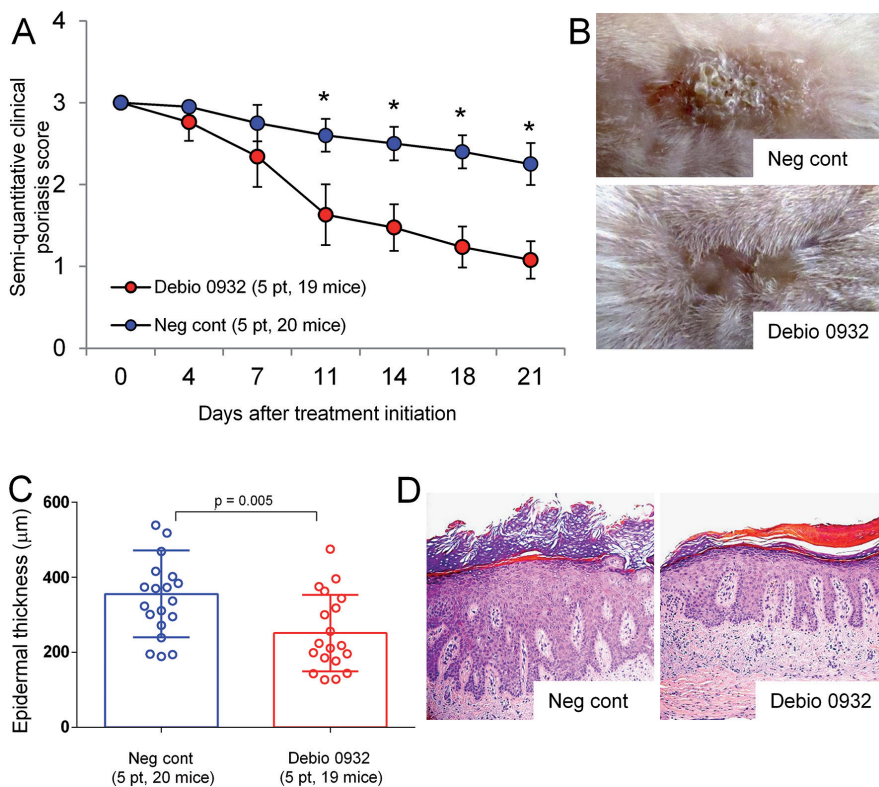 A
4
3
2
1
0
Semi-quantitative clinical
psoriasis score
* * * *
Debio 0932 (5 pt, 19 mice)
Neg cont (5 pt, 20 mice)
0 4 7 11 14 18 21
Days after treatment initiation
B
Neg cont
Debio 0932
C
600
400
200
0
Epidermal thickness (μm)
p = 0.005
Neg cont
(5 pt, 20 mice)
Debio 0932
(5 pt, 19 mice)
D
Neg cont
Debio 0932